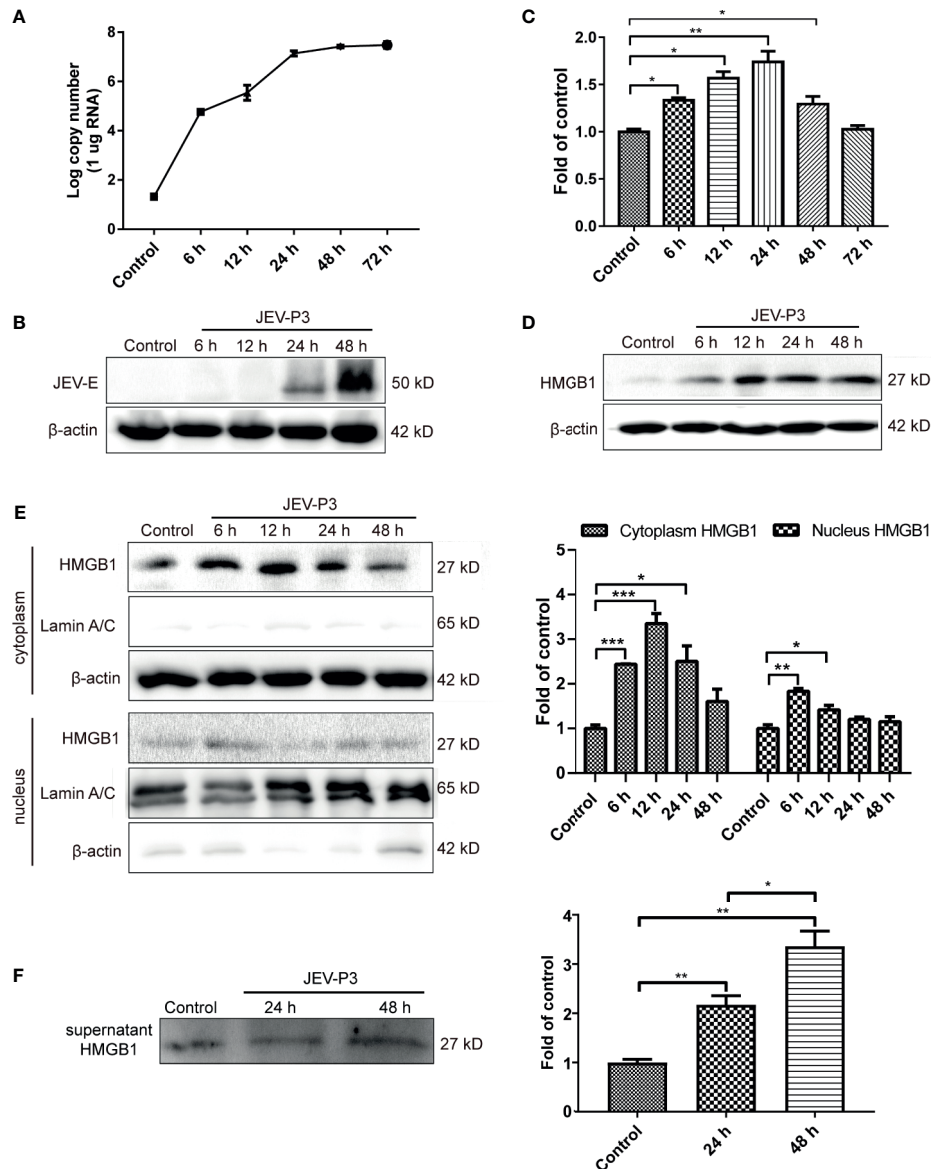 A
Log copy number
(1 ug RNA)
8
6
4
2
0
Control 6 h 12 h 24 h 48 h 72 h
C
Fold of control
2.0
1.5
1.0
0.5
0.0
*
**
*
*
Control 6 h 12 h 24 h 48 h 72 h
B
JEV-P3
Control 6 h 12 h 24 h 48 h
JEV-E 50 kD
β-actin 42 kD
D
JEV-P3
Control 6 h 12 h 24 h 48 h
HMGB1 27 kD
β-actin 42 kD
E
JEV-P3
Control 6 h 12 h 24 h 48 h
cytoplasm
HMGB1 27 kD
Lamin A/C 65 kD
β-actin 42 kD
nucleus
HMGB1 27 kD
Lamin A/C 65 kD
β-actin 42 kD
Cytoplasm HMGB1 Nucleus HMGB1
Fold of control
5
4
3
2
1
0
*
***
***
*
**
Control 6 h 12 h 24 h 48 h Control 6 h 12 h 24 h 48 h
F
JEV-P3
Control 24 h 48 h
supernatant
HMGB1 27 kD
Fold of control
4
3
2
1
0
*
**
**
Control 24 h 48 h